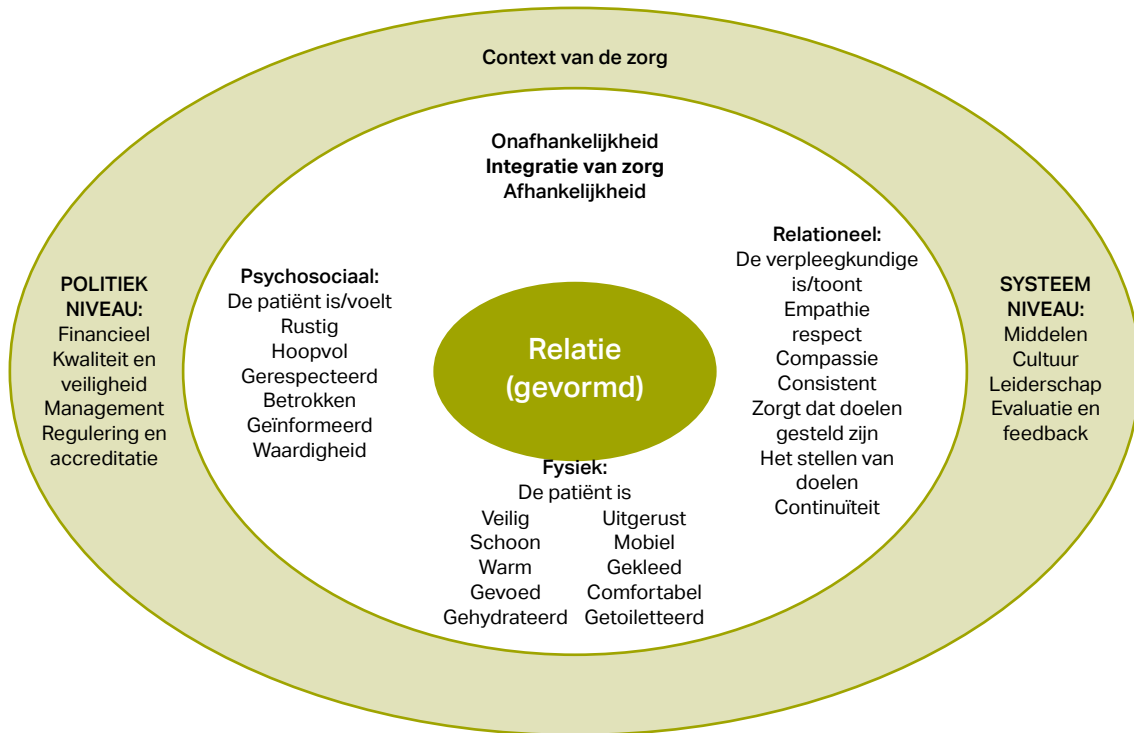 Context van de zorg
Onafhankelijkheid
Integratie van zorg
Afhankelijkheid
POLITIEK
NIVEAU:
Financieel
Kwaliteit en
veiligheid
Management
Regulering en
accreditatie
Psychosociaal:
De patiënt is/voelt
Rustig
Hoopvol
Gerespecteerd
Betrokken
Geïnformeerd
Waardigheid
Relatie
(gevormd)
Fysiek:
De patiënt is
Veilig
Schoon
Warm
Gevoed
Gehydrateerd
Uitgerust
Mobiel
Gekleed
Comfortabel
Getoiletteerd
Relationeel:
De verpleegkundige
is/toont
Empathie
respect
Compassie
Consistent
Zorgt dat doelen
gesteld zijn
Het stellen van
doelen
Continuïteit
SYSTEEM
NIVEAU:
Middelen
Cultuur
Leiderschap
Evaluatie en
feedback